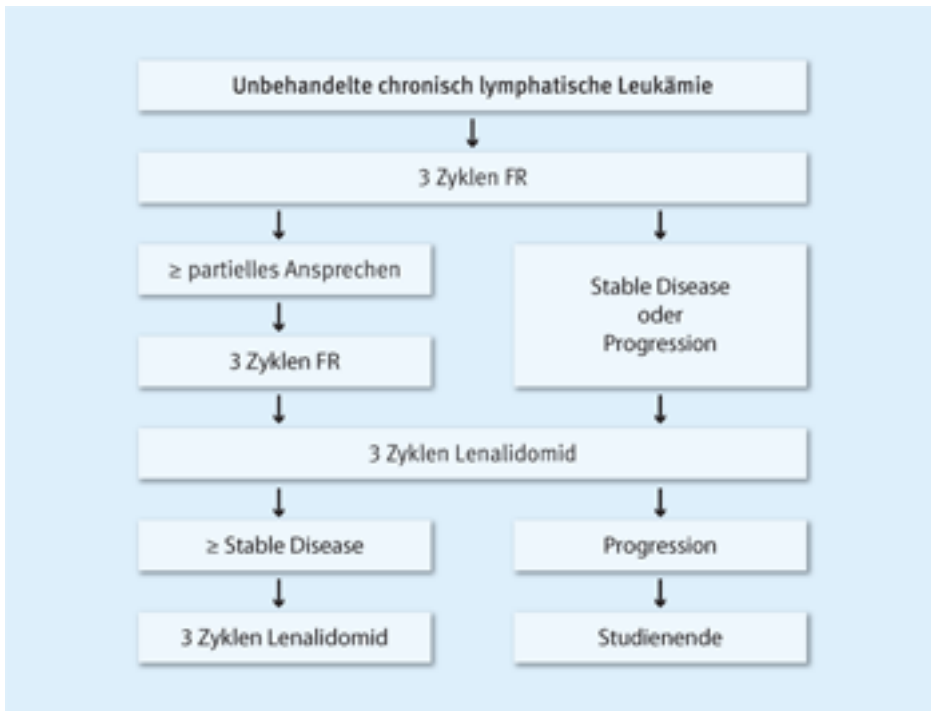 Unbehandelte chronisch lymphatische Leukämie
3 Zyklen FR
≥ partielles Ansprechen
3 Zyklen FR
Stable Disease
oder
Progression
3 Zyklen Lenalidomid
≥ Stable Disease
Progression
3 Zyklen Lenalidomid
Studienende